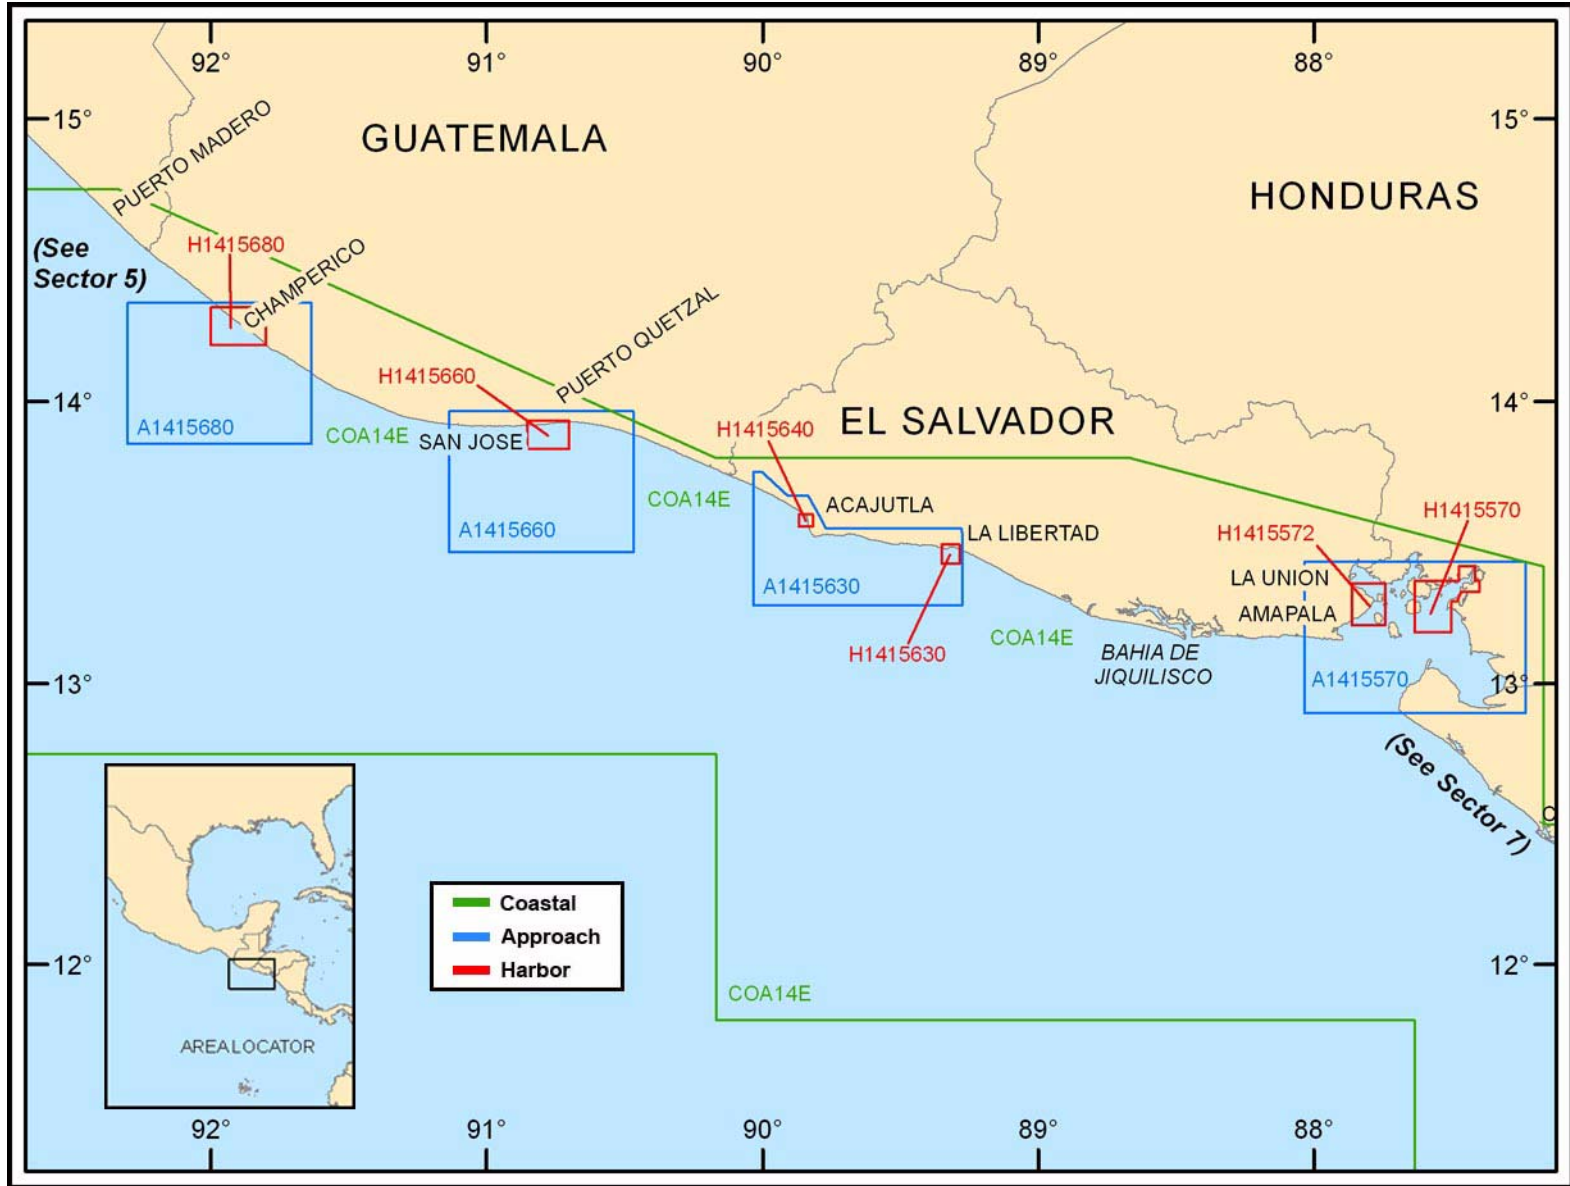 92°
91°
90°
89°
88°
15°
15°
PUERTO MADERO
GUATEMALA
HONDURAS
(See
Sector 5)
H1415680
CHAMPERICO
PUERTO QUETZAL
H1415660
14°
14°
A1415680
COA14E
SAN JOSE
H1415640
EL SALVADOR
COA14E
ACAJUTLA
A1415660
LA LIBERTAD
H1415570
H1415572
A1415630
LA UNION
AMAPALA
H1415630
COA14E
BAHIA DE
JIQUILISCO
A1415570
13°
13°
(See Sector 7)
C
Coastal
Approach
Harbor
12°
12°
COA14E
AREA LOCATOR
92°
91°
90°
89°
88°